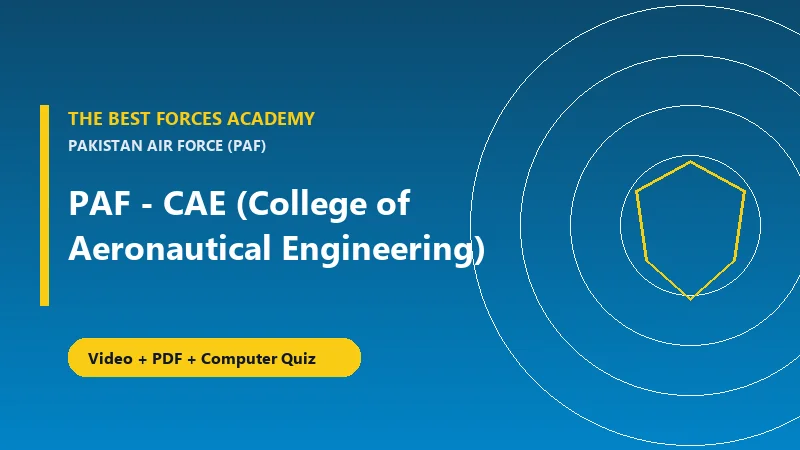 THE BEST FORCES ACADEMY
PAKISTAN AIR FORCE (PAF)
PAF - CAE (College of
Aeronautical Engineering)
Video + PDF + Computer Quiz